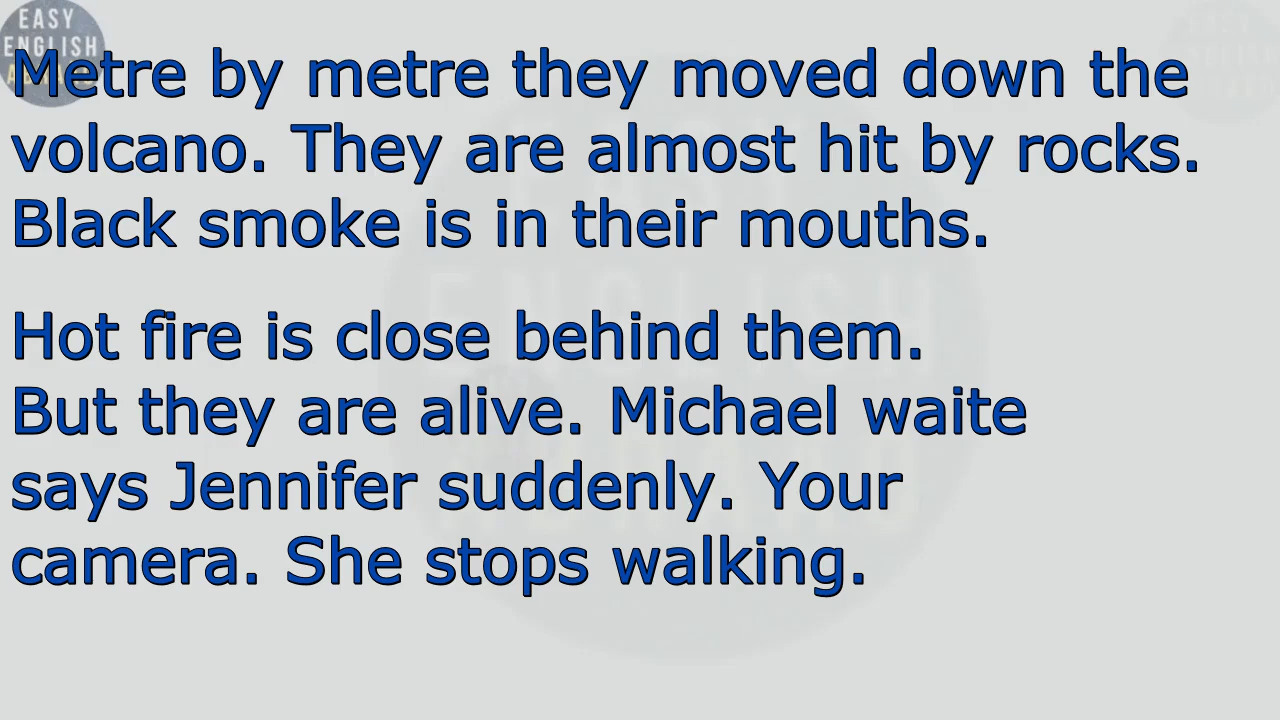 EASY
ENGLISH
Metre by metre they moved down the
volcano. They are almost hit by rocks.
Black smoke is in their mouths.
Hot fire is close behind them.
But they are alive. Michael waite
says Jennifer suddenly. Your
camera. She stops walking.